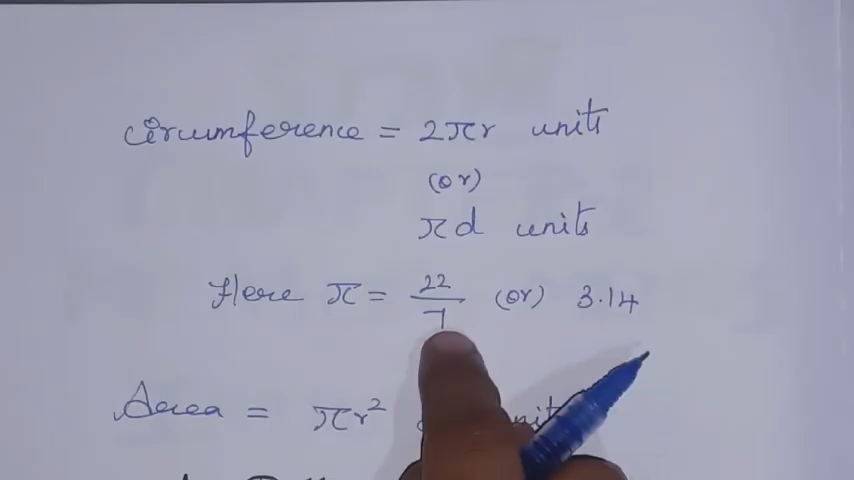 Circumference = 2πr units
(or)
πd units
Here π = 22/7 (or) 3.14
Area = πr²